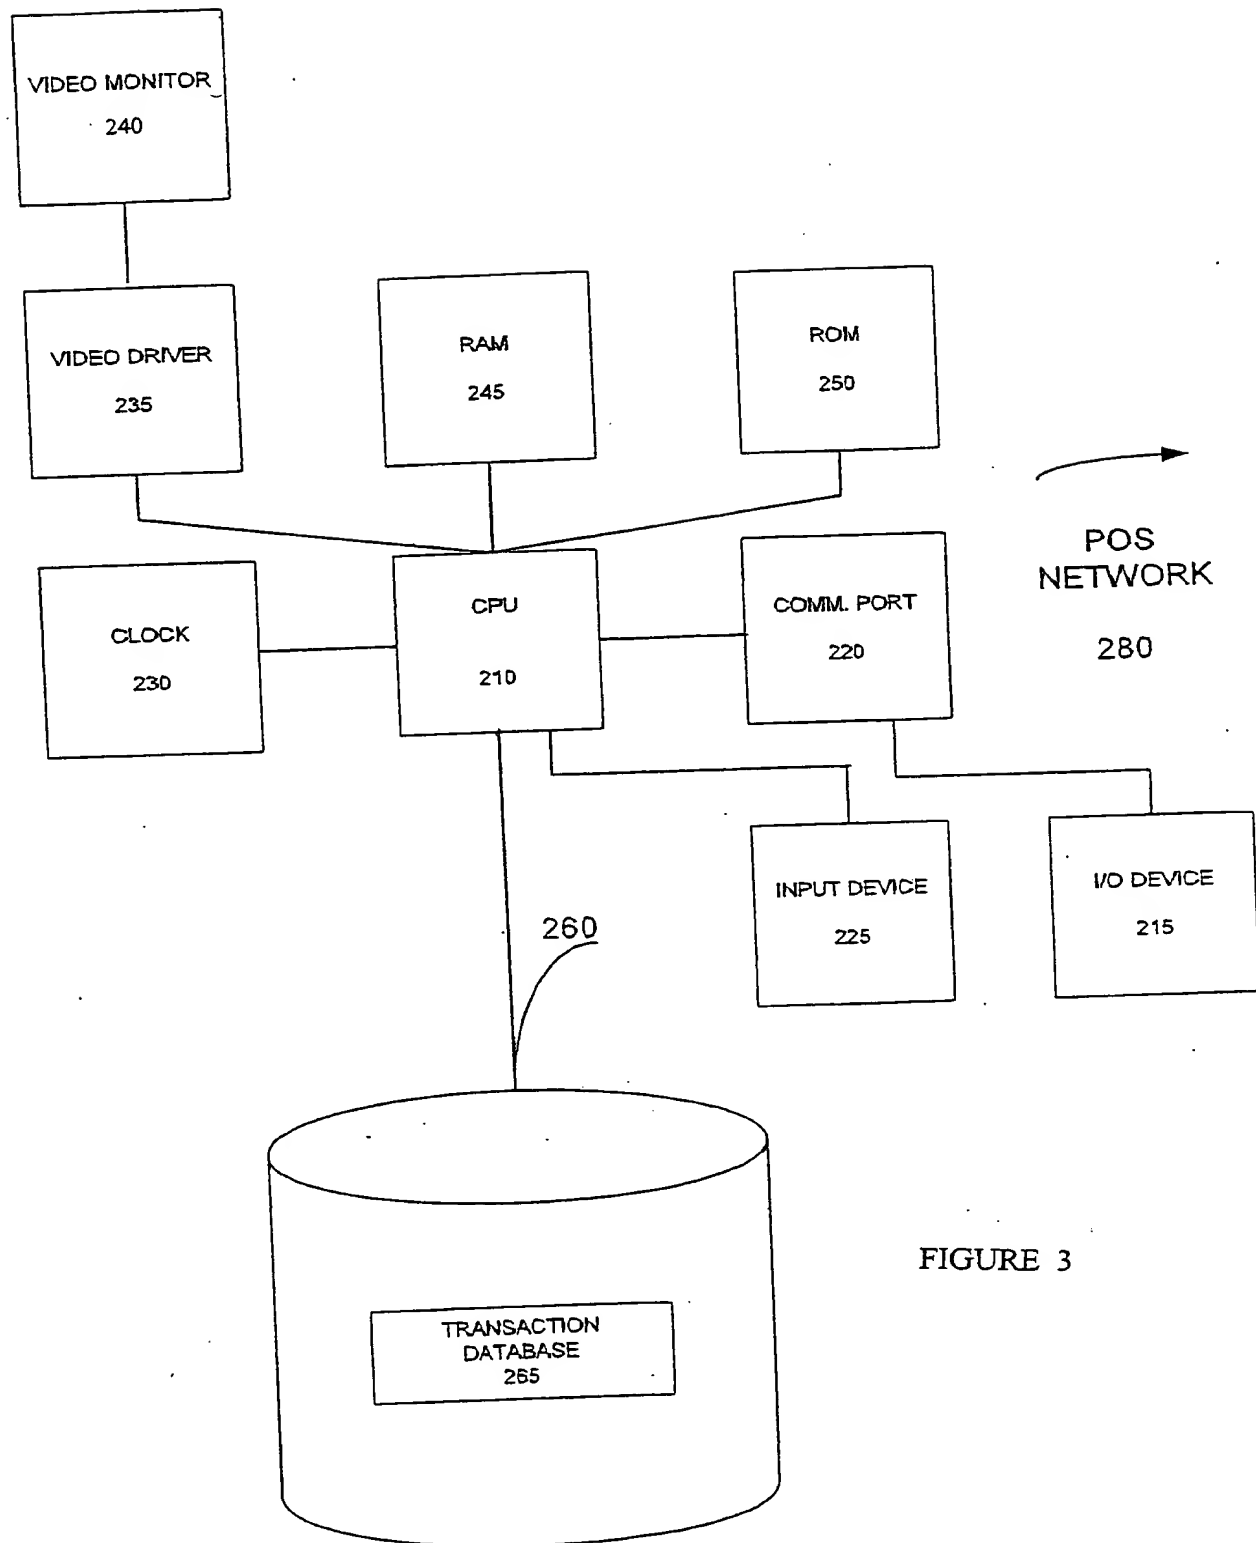 VIDEO MONITOR
240
VIDEO DRIVER
235
RAM
245
ROM
250
CLOCK
230
CPU
210
COMM. PORT
220
POS
NETWORK
280
INPUT DEVICE
225
I/O DEVICE
215
260
TRANSACTION
DATABASE
265
FIGURE 3